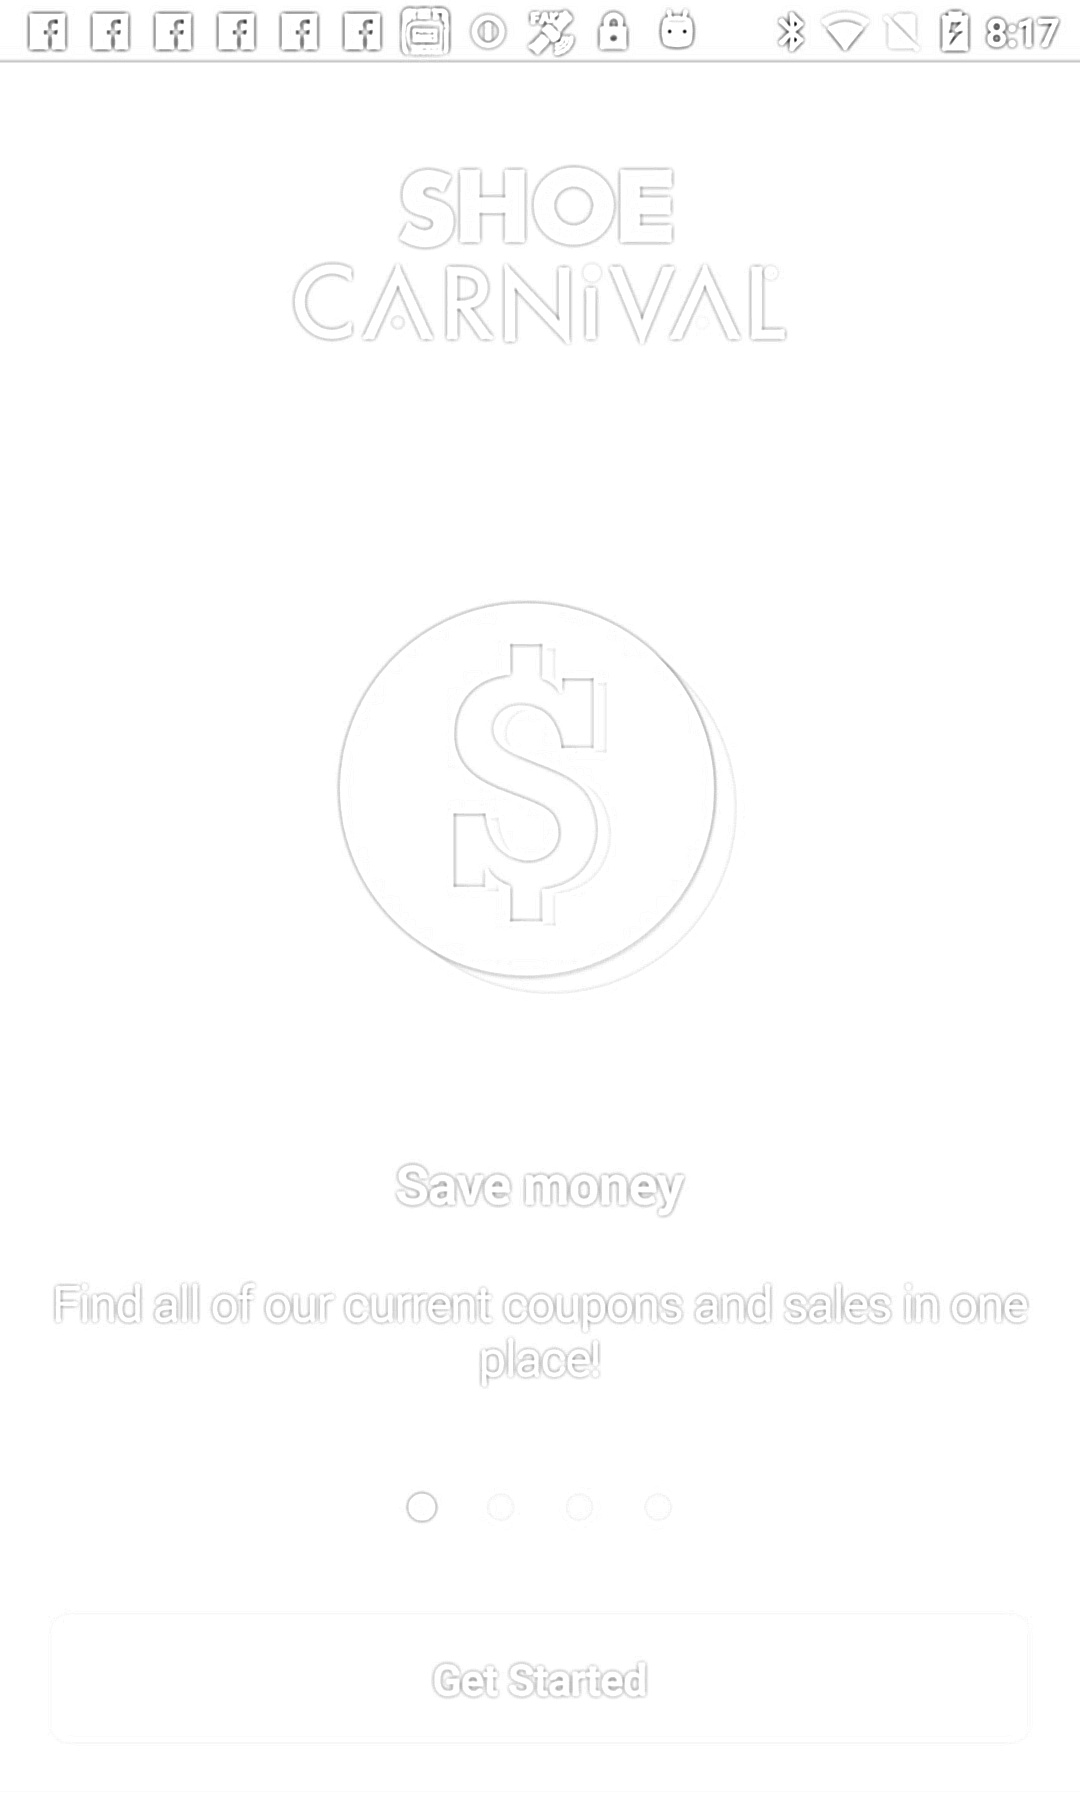 8:17
SHOE
CARNiVAL
Save money
Find all of our current coupons and sales in one
place!
Get Started